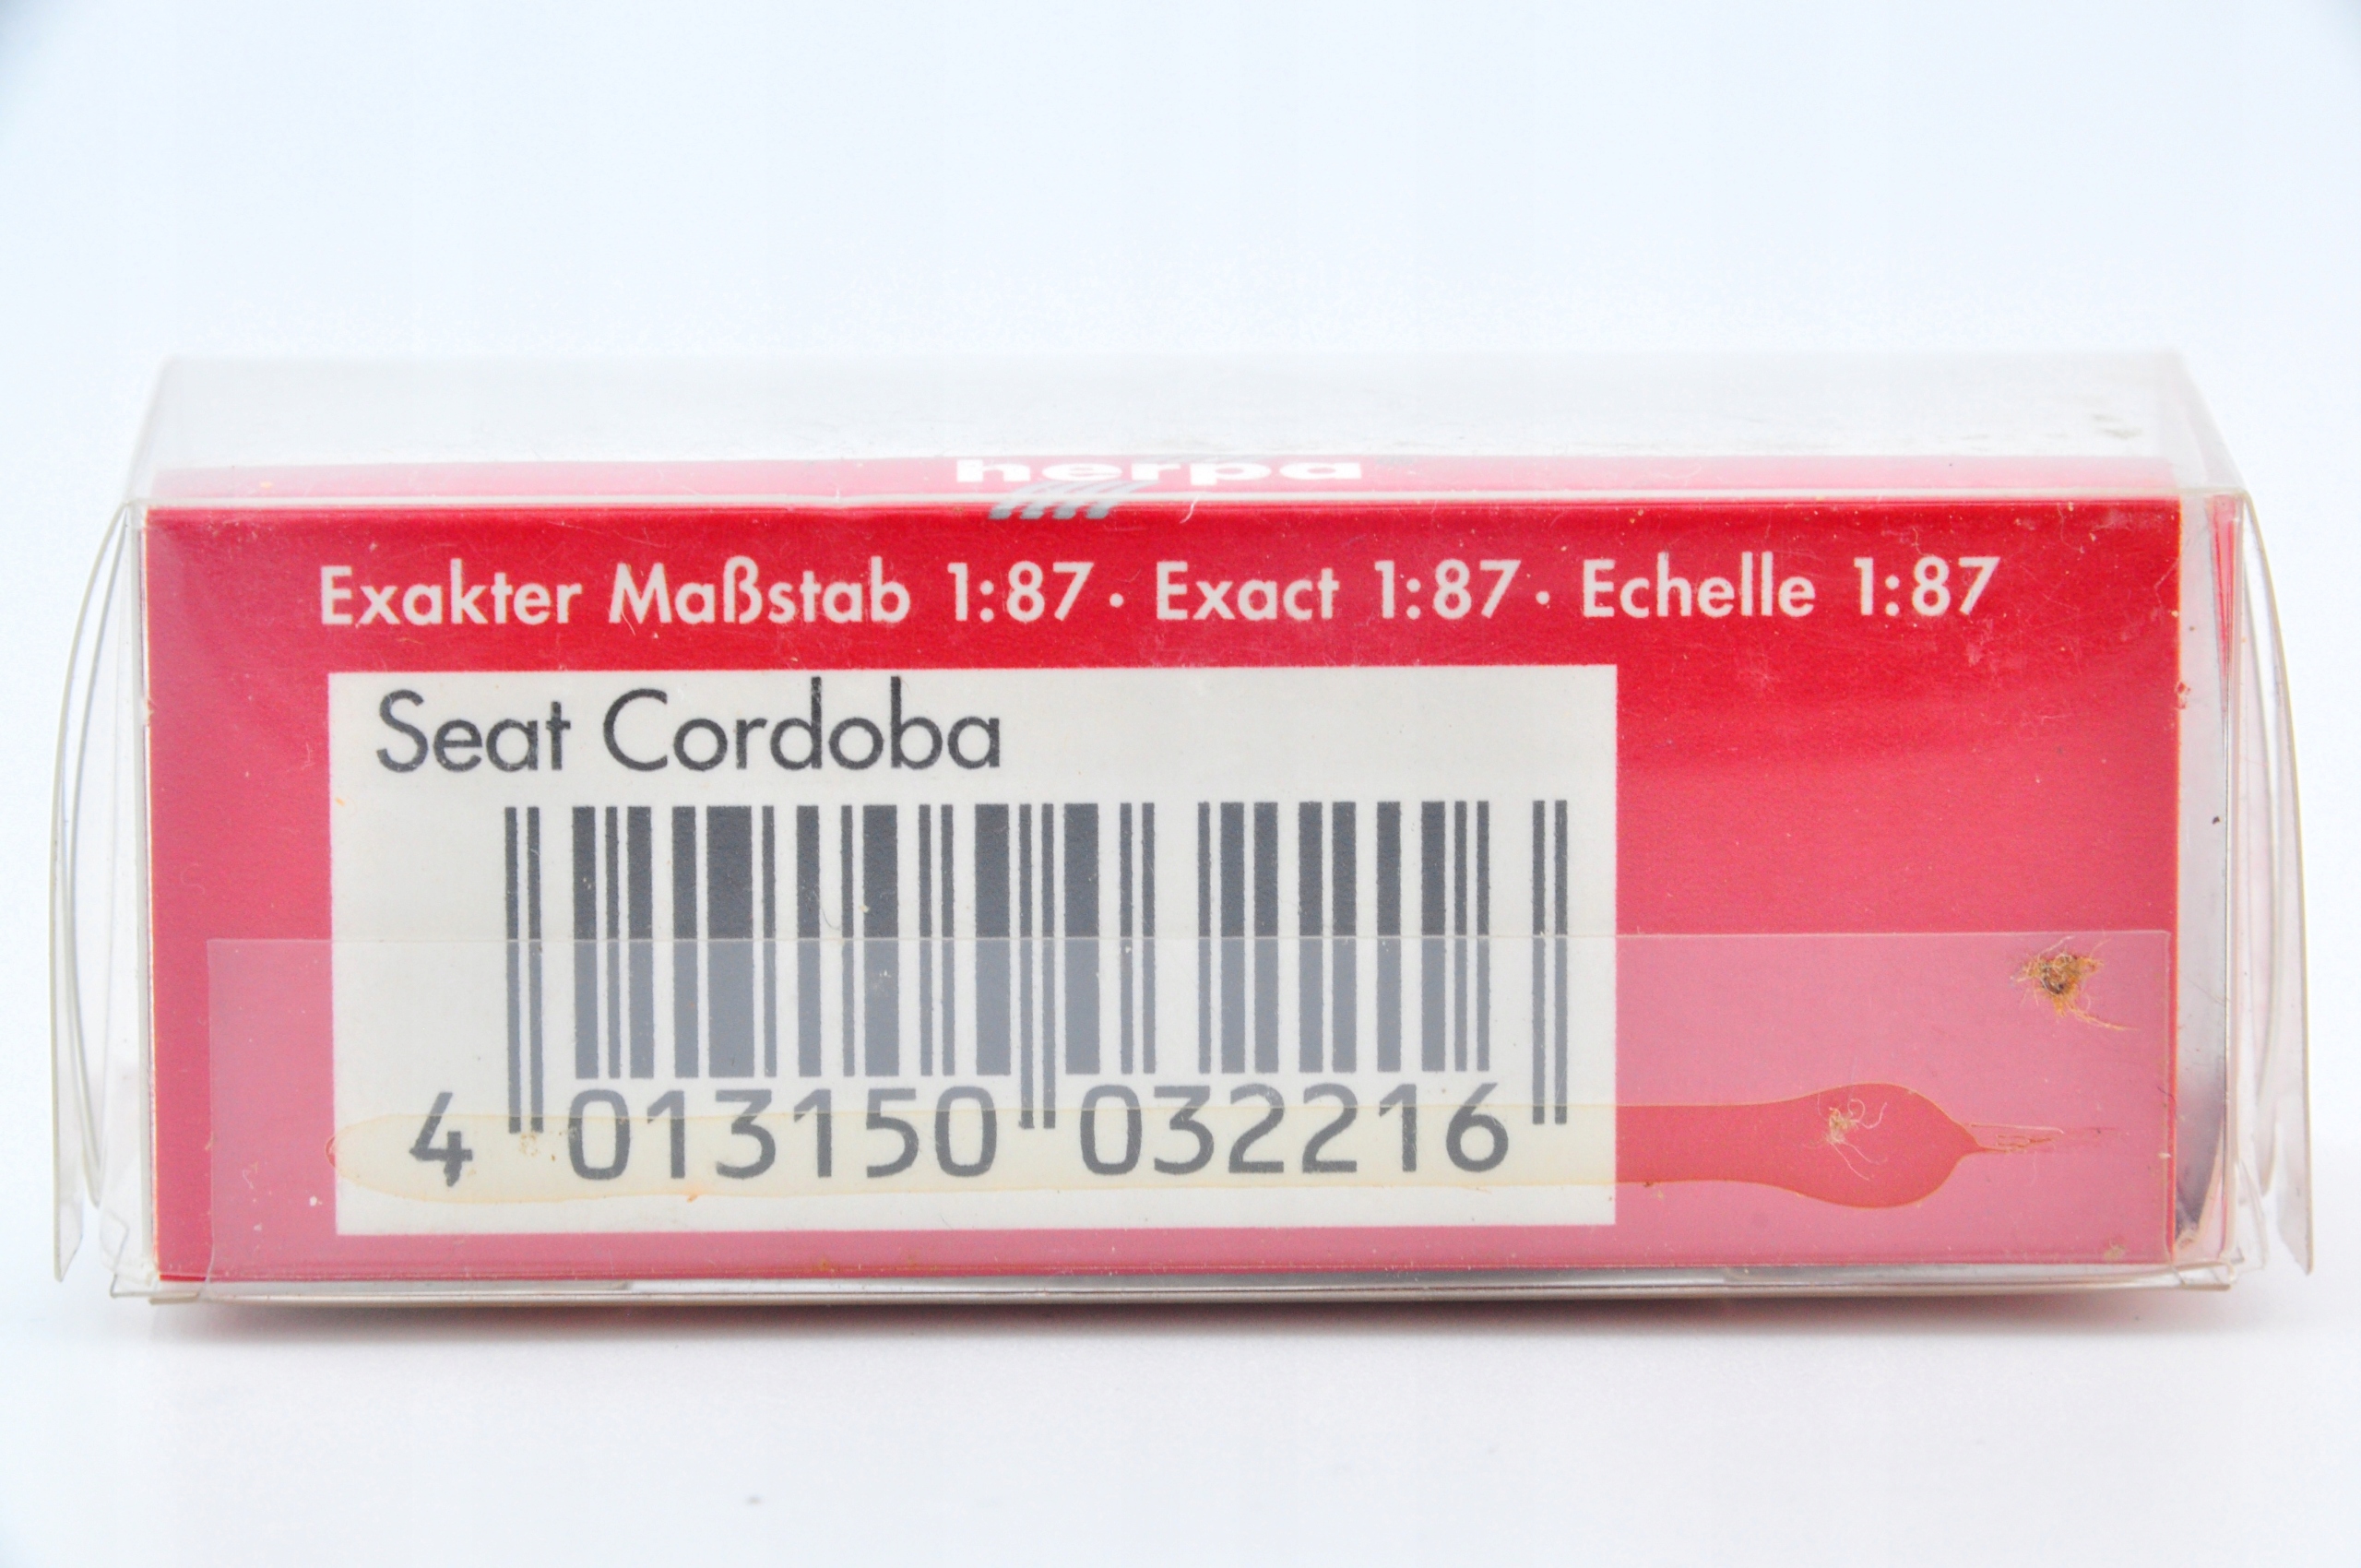 herpa
Exakter Maßstab 1:87 · Exact 1:87 · Echelle 1:87
Seat Cordoba
4 013150 032216